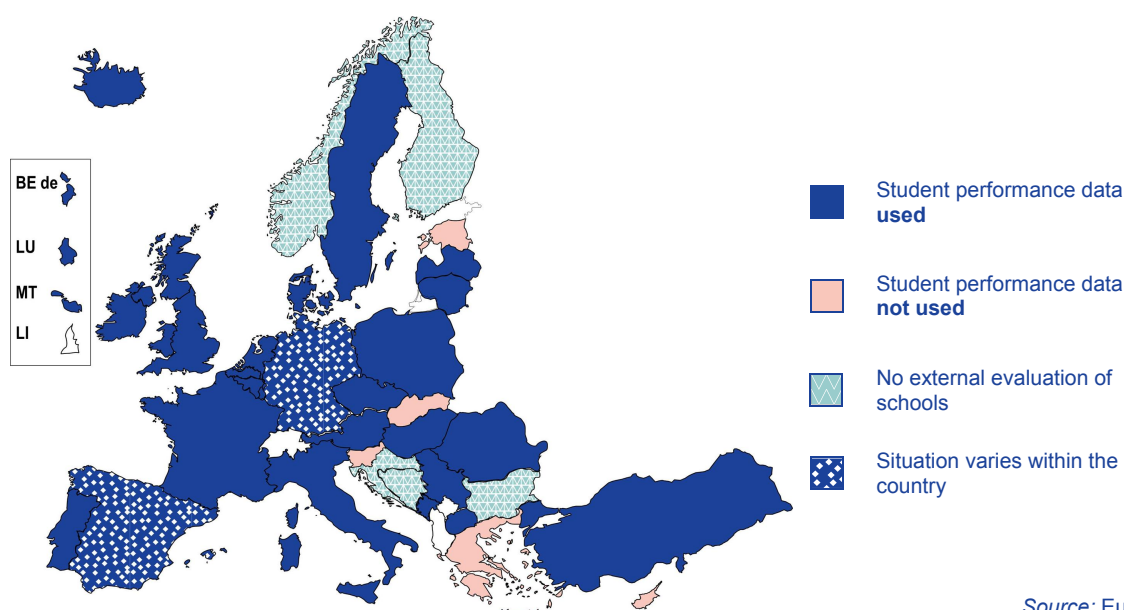 BE de
LU
MT
LI
Student performance data
used
Student performance data
not used
No external evaluation of
schools
Situation varies within the
country
Source: